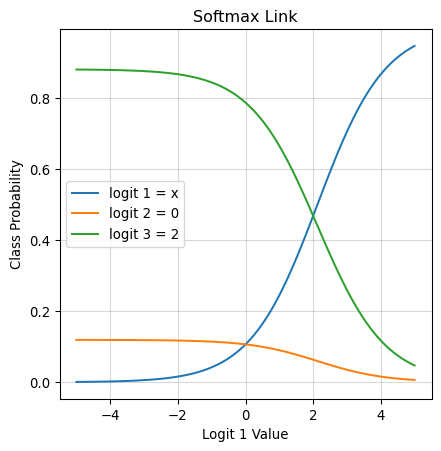 Softmax Link
Class Probability
0.8
0.6
0.4
0.2
0.0
logit 1 = x
logit 2 = 0
logit 3 = 2
−4
−2
0
2
4
Logit 1 Value